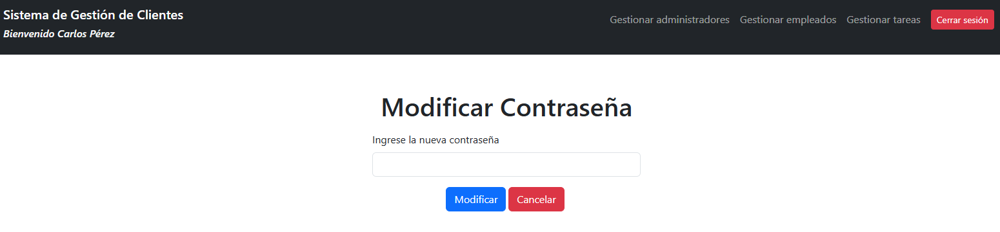 Sistema de Gestión de Clientes
Bienvenido Carlos Pérez
Gestionar administradores Gestionar empleados Gestionar tareas Cerrar sesión
Modificar Contraseña
Ingrese la nueva contraseña
Modificar Cancelar